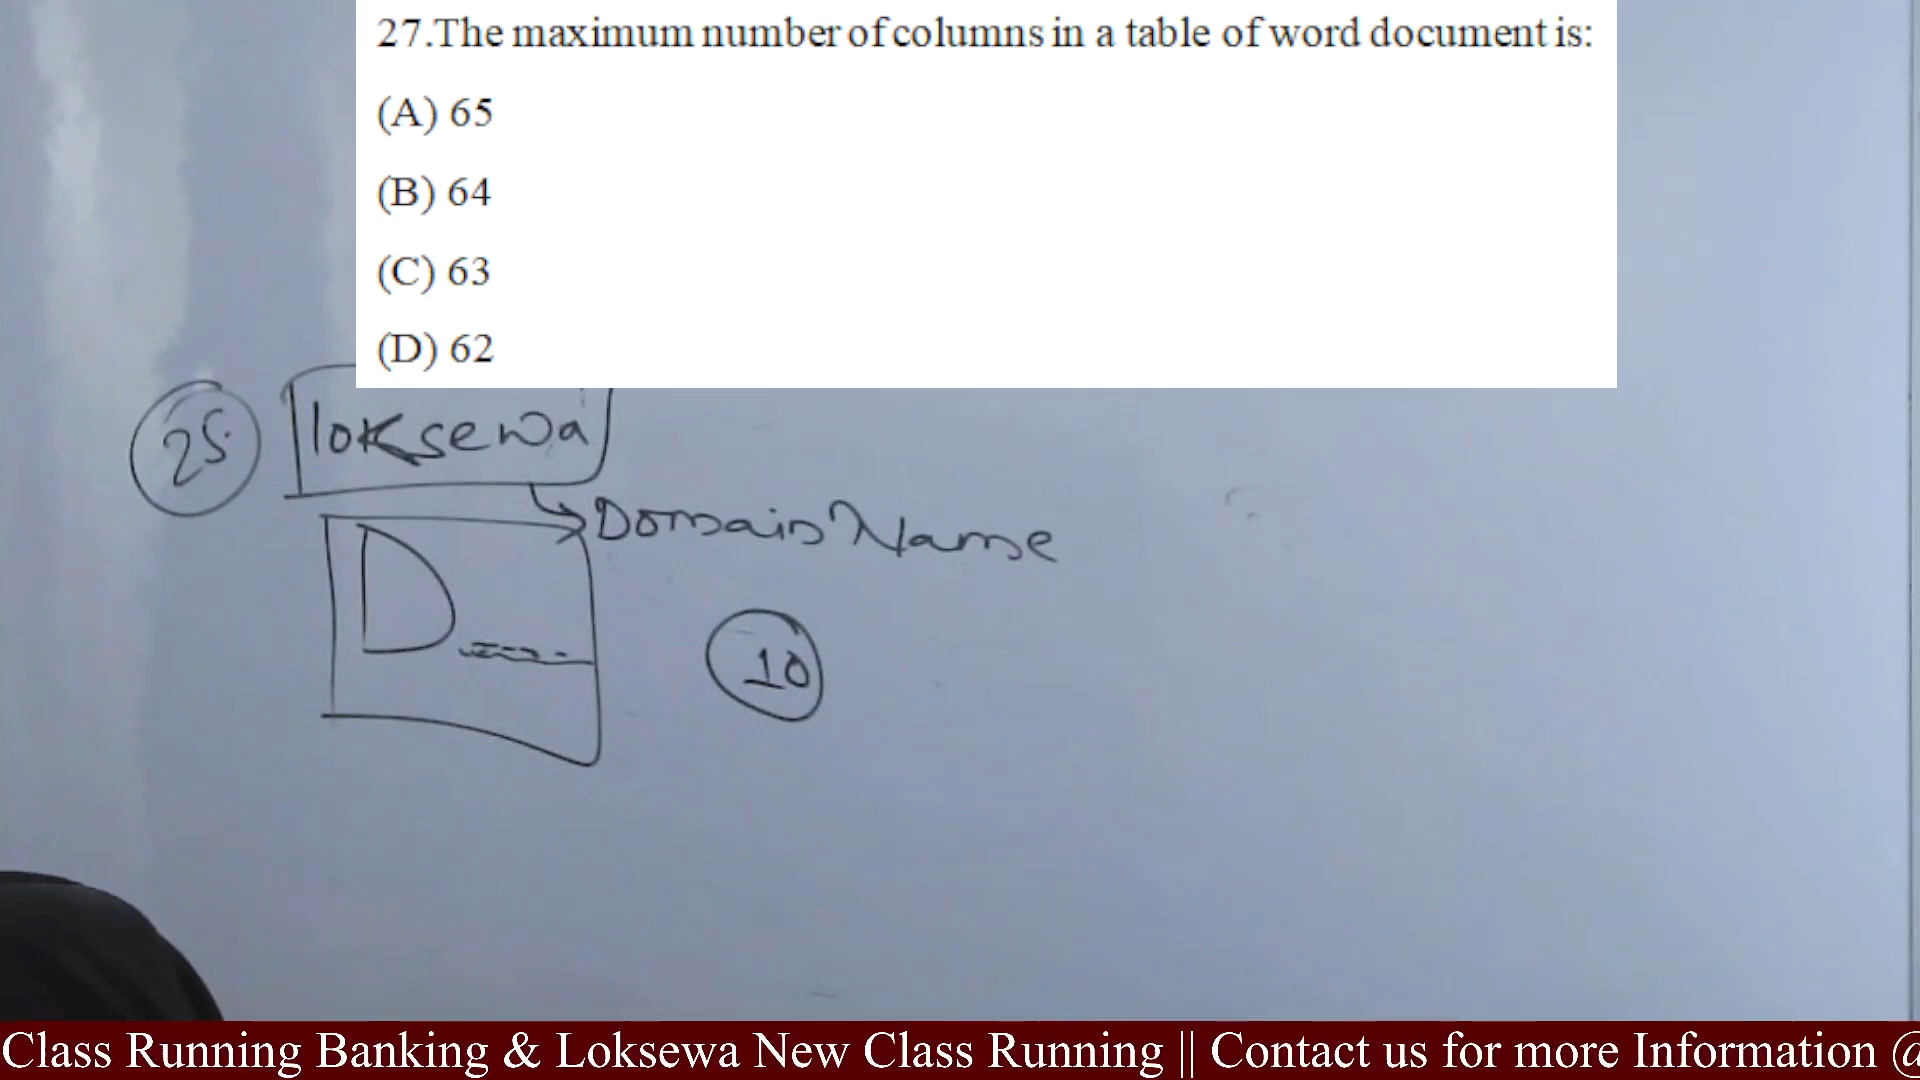 27.The maximum number of columns in a table of word document is:
(A) 65
(B) 64
(C) 63
(D) 62
25
loksewa
Domain Name
D
10
Class Running Banking & Loksewa New Class Running || Contact us for more Information @